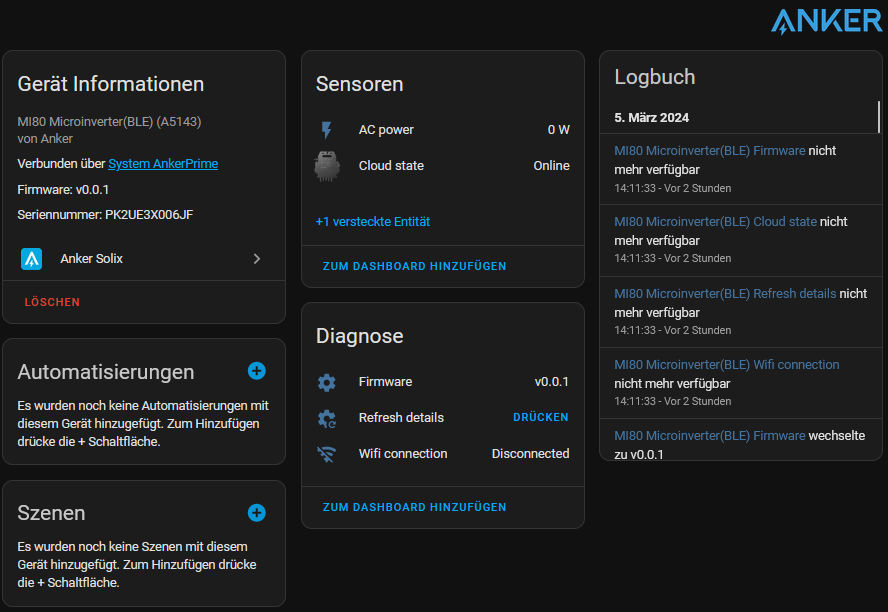 ANKER
Gerät Informationen
MI80 Microinverter(BLE) (A5143)
von Anker
Verbunden über System AnkerPrime
Firmware: v0.0.1
Seriennummer: PK2UE3X006JF
Anker Solix
LÖSCHEN
Automatisierungen
Es wurden noch keine Automatisierungen mit
diesem Gerät hinzugefügt. Zum Hinzufügen
drücke die + Schaltfläche.
Szenen
Es wurden noch keine Szenen mit diesem
Gerät hinzugefügt. Zum Hinzufügen drücke
die + Schaltfläche.
Sensoren
AC power 0 W
Cloud state Online
+1 versteckte Entität
ZUM DASHBOARD HINZUFÜGEN
Diagnose
Firmware v0.0.1
Refresh details DRÜCKEN
Wifi connection Disconnected
ZUM DASHBOARD HINZUFÜGEN
Logbuch
5. März 2024
MI80 Microinverter(BLE) Firmware nicht
mehr verfügbar
14:11:33 - Vor 2 Stunden
MI80 Microinverter(BLE) Cloud state nicht
mehr verfügbar
14:11:33 - Vor 2 Stunden
MI80 Microinverter(BLE) Refresh details nicht
mehr verfügbar
14:11:33 - Vor 2 Stunden
MI80 Microinverter(BLE) Wifi connection
nicht mehr verfügbar
14:11:33 - Vor 2 Stunden
MI80 Microinverter(BLE) Firmware wechselte
zu v0.0.1